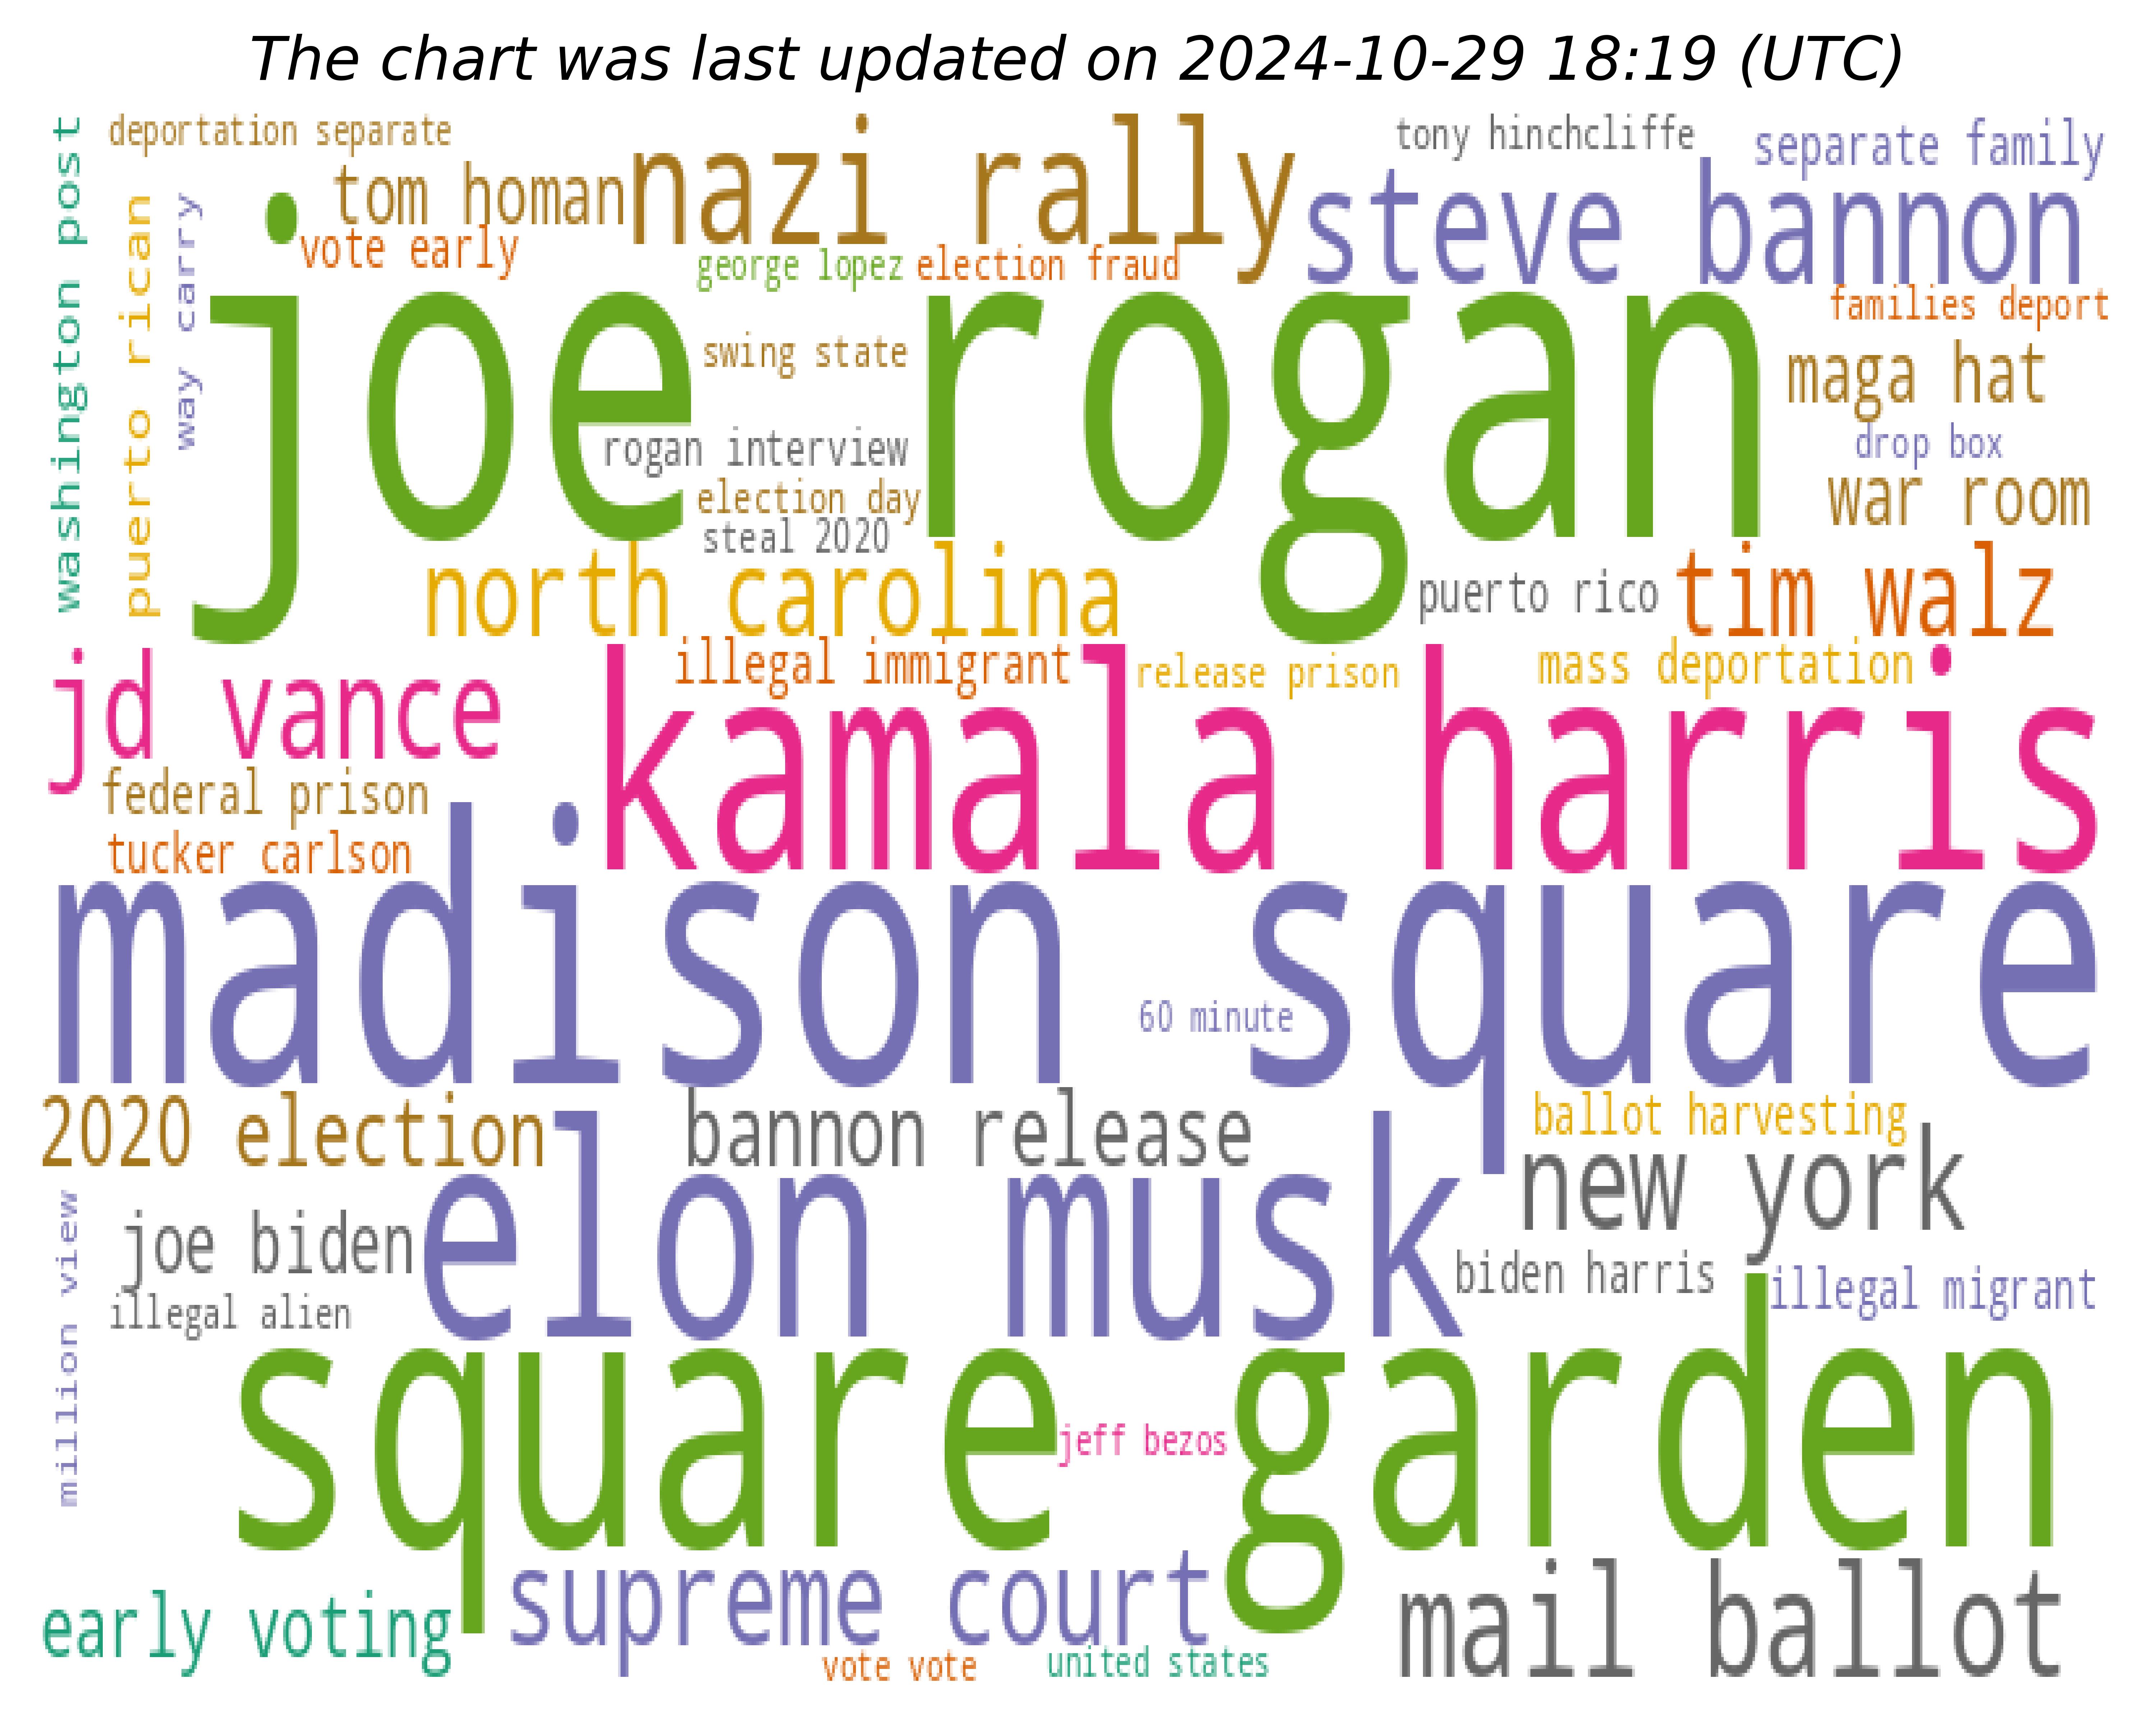 The chart was last updated on 2024-10-29 18:19 (UTC)
washington post
deportation separate
puerto rican
way carry
tom homan
vote early
nazi rally
george lopez
election fraud
tony hinchcliffe
separate family
steve bannon
families deport
joe rogan
swing state
rogan interview
election day
steal 2020
maga hat
drop box
war room
north carolina
puerto rico
tim walz
jd vance
illegal immigrant
release prison
mass deportation
kamala harris
federal prison
tucker carlson
madison square
60 minute
2020 election
bannon release
ballot harvesting
elon musk
new york
million view
joe biden
illegal alien
biden harris
illegal migrant
square garden
jeff bezos
early voting
supreme court
vote vote
united states
mail ballot